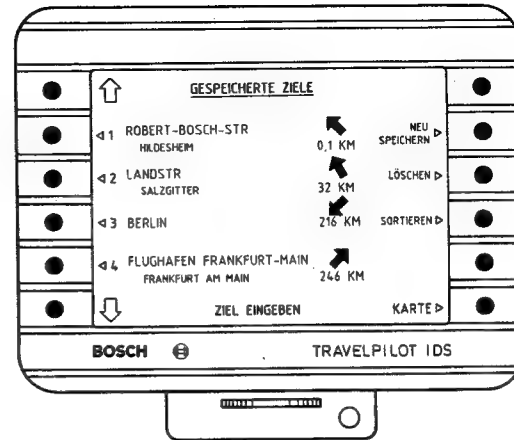 GESPEICHERTE ZIELE
1 ROBERT-BOSCH-STR
HILDESHEIM
0,1 KM
NEU
SPEICHERN
2 LANDSTR
SALZGITTER
32 KM
LÖSCHEN
3 BERLIN
216 KM
SORTIEREN
4 FLUGHAFEN FRANKFURT-MAIN
FRANKFURT AM MAIN
246 KM
ZIEL EINGEBEN
KARTE
BOSCH
TRAVELPILOT IDS